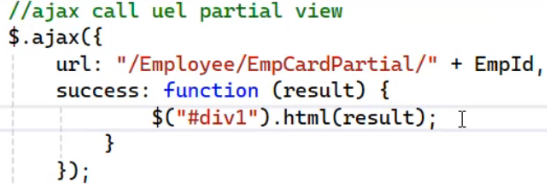 //ajax call uel partial view
$.ajax({
url: "/Employee/EmpCardPartial/" + EmpId,
success: function (result) {
$("#div1").html(result);
}
});